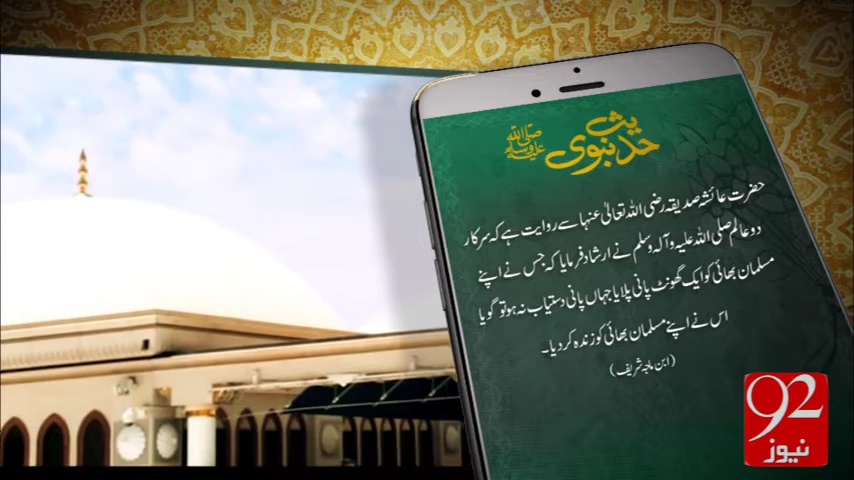 حدیث نبوی صلی اللہ علیہ وسلم
حضرت عائشہ صدیقہ رضی اللہ تعالیٰ عنہا سے روایت ہے کہ سرکار
دو عالم صلی اللہ علیہ وآلہ وسلم نے ارشاد فرمایا کہ جس نے اپنے
مسلمان بھائی کو ایک گھونٹ پانی پلایا جہاں پانی دستیاب نہ ہو تو گویا
اس نے اپنے مسلمان بھائی کو زندہ کر دیا۔
(ابن ماجہ شریف)
92
نیوز